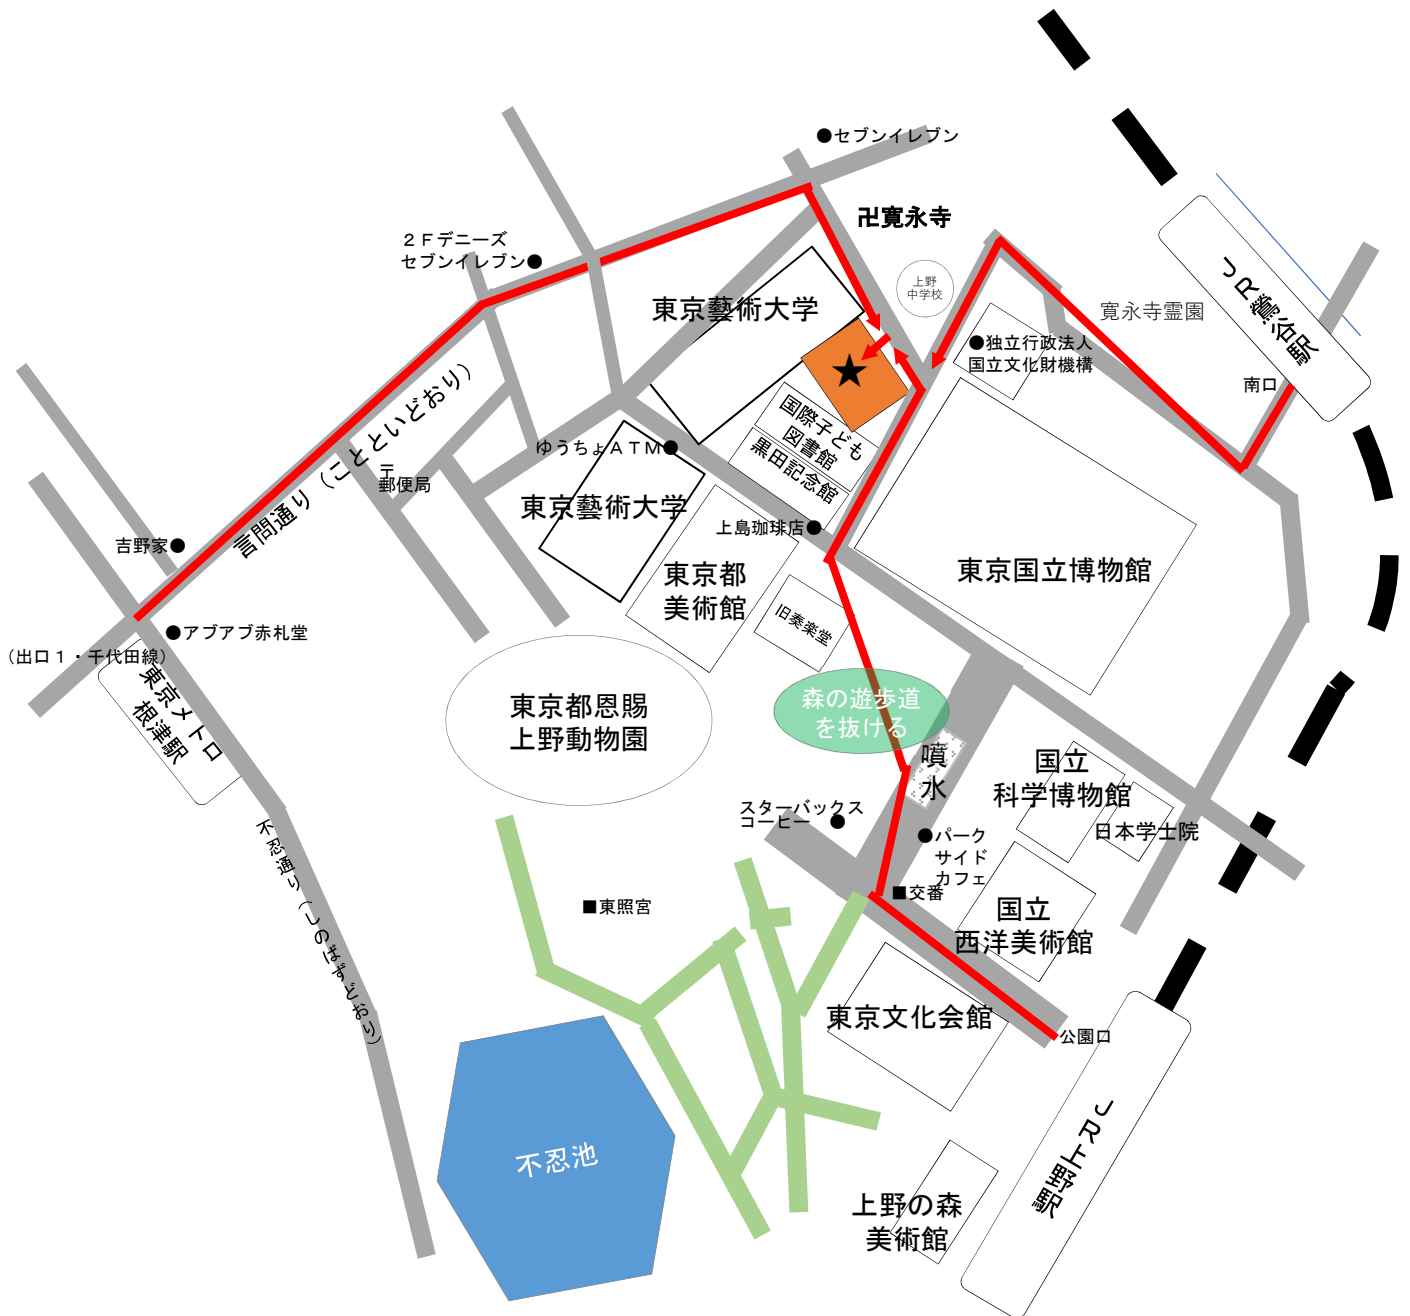 ●セブンイレブン
卍寛永寺
２Ｆデニーズ
セブンイレブン●
上野
中学校
東京藝術大学
ＪＲ鶯谷駅
寛永寺霊園
●独立行政法人
国立文化財機構
南口
★
国際子ども
図書館
黒田記念館
言問通り（ことといどおり）
ゆうちょＡＴＭ●
〒
郵便局
東京藝術大学
上島珈琲店●
吉野家●
東京都
美術館
東京国立博物館
旧奏楽堂
●アブアブ赤札堂
（出口１・千代田線）
東京メトロ
根津駅
東京都恩賜
上野動物園
森の遊歩道
を抜ける
噴
水
国立
科学博物館
日本学士院
スターバックス
コーヒー　●
●パーク
サイド
カフェ
■交番
不忍通り（しのばずどおり）
■東照宮
国立
西洋美術館
東京文化会館
公園口
ＪＲ上野駅
不忍池
上野の森
美術館